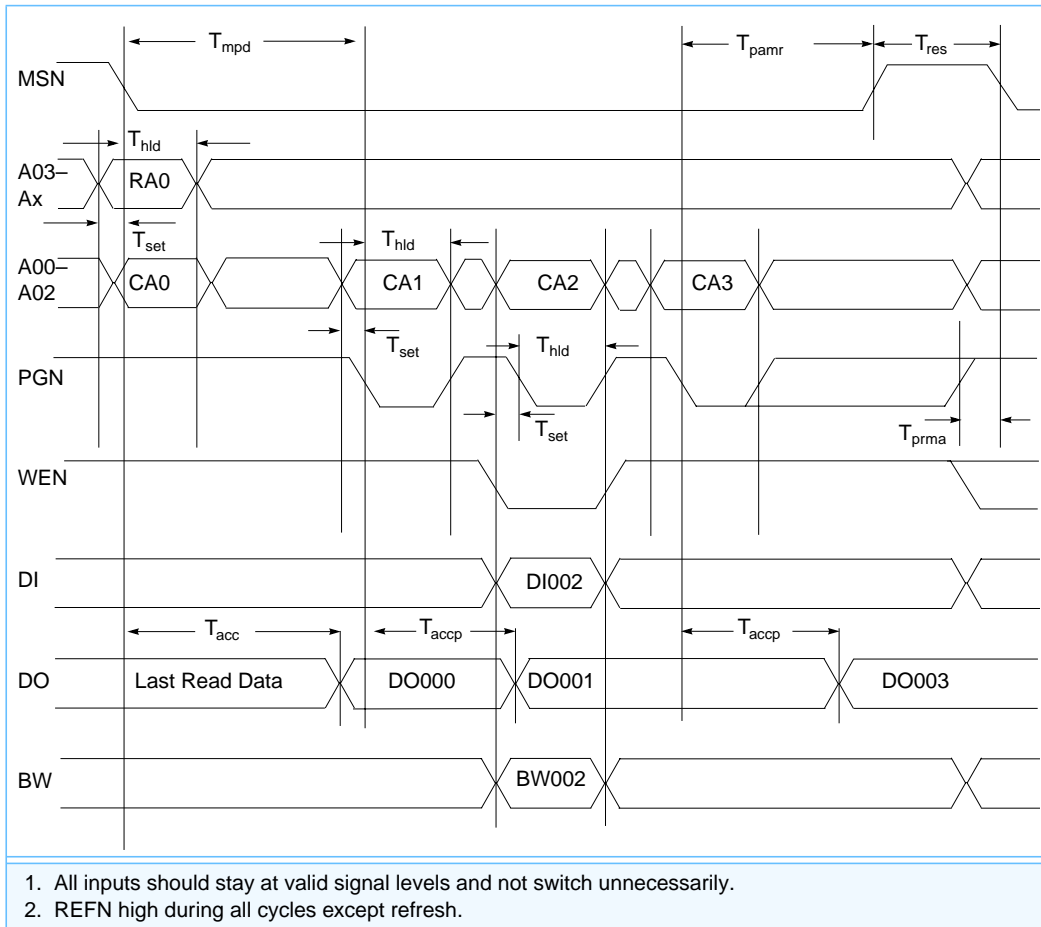 T_mpd T_pamr T_res
MSN
T_hld
A03–
Ax
RA0
T_set T_hld
A00–
A02
CA0 CA1 CA2 CA3
T_set T_hld
PGN
T_set T_prma
WEN
DI DI002
T_acc T_accp T_accp
DO Last Read Data DO000 DO001 DO003
BW BW002
1. All inputs should stay at valid signal levels and not switch unnecessarily.
2. REFN high during all cycles except refresh.